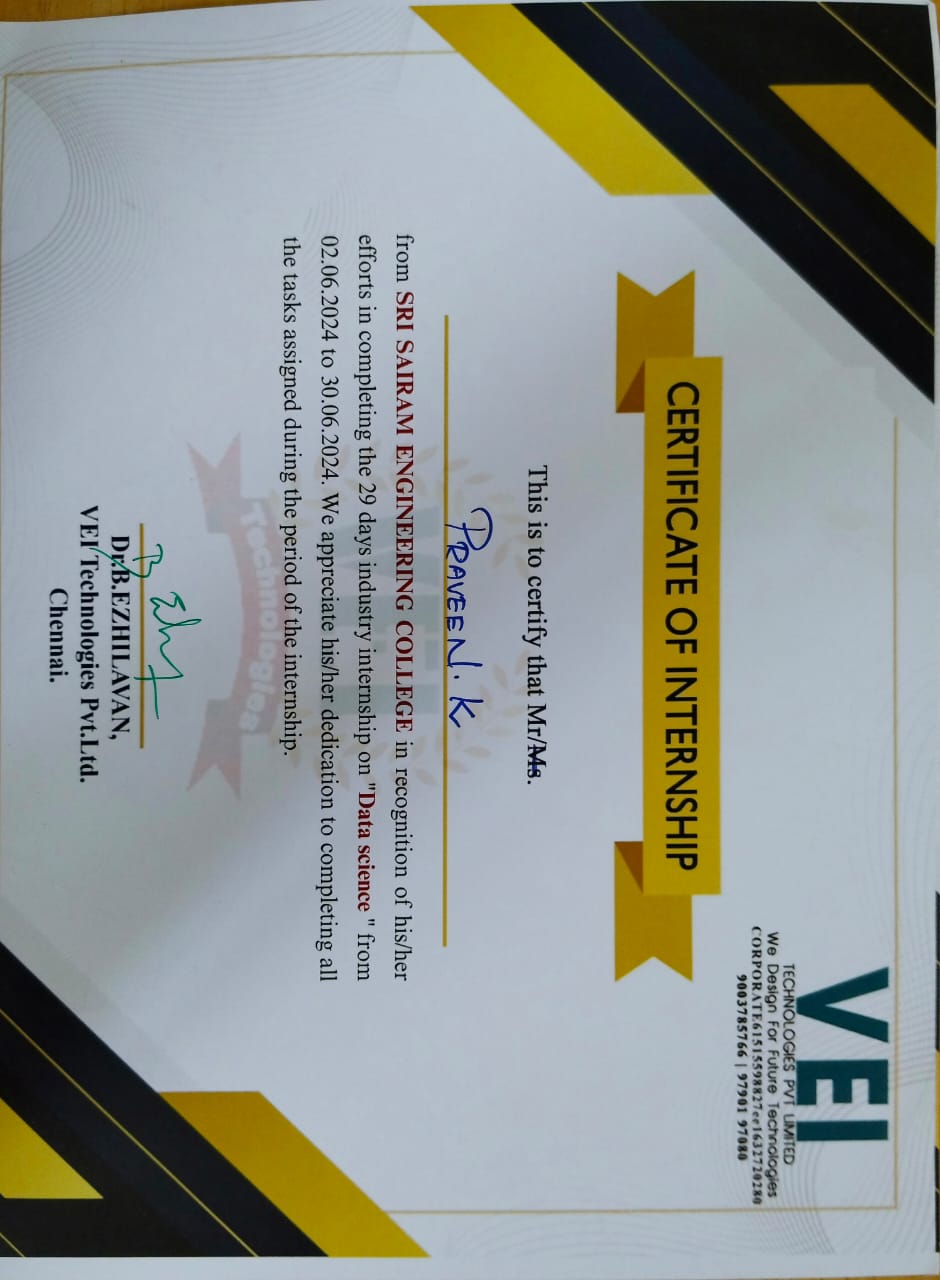 VEI
TECHNOLOGIES PVT LIMITED
We Design For Future Technologies
CORPORATE61515598827ee1632720280
9003785766 | 97901 97080
CERTIFICATE OF INTERNSHIP
This is to certify that Mr/Ms.
PRAVEEN. K
from SRI SAIRAM ENGINEERING COLLEGE in recognition of his/her
efforts in completing the 29 days industry internship on "Data science " from
02.06.2024 to 30.06.2024. We appreciate his/her dedication to completing all
the tasks assigned during the period of the internship.
VEI
Technologies
Dr.B.EZHILAVAN,
VEI Technologies Pvt.Ltd.
Chennai.